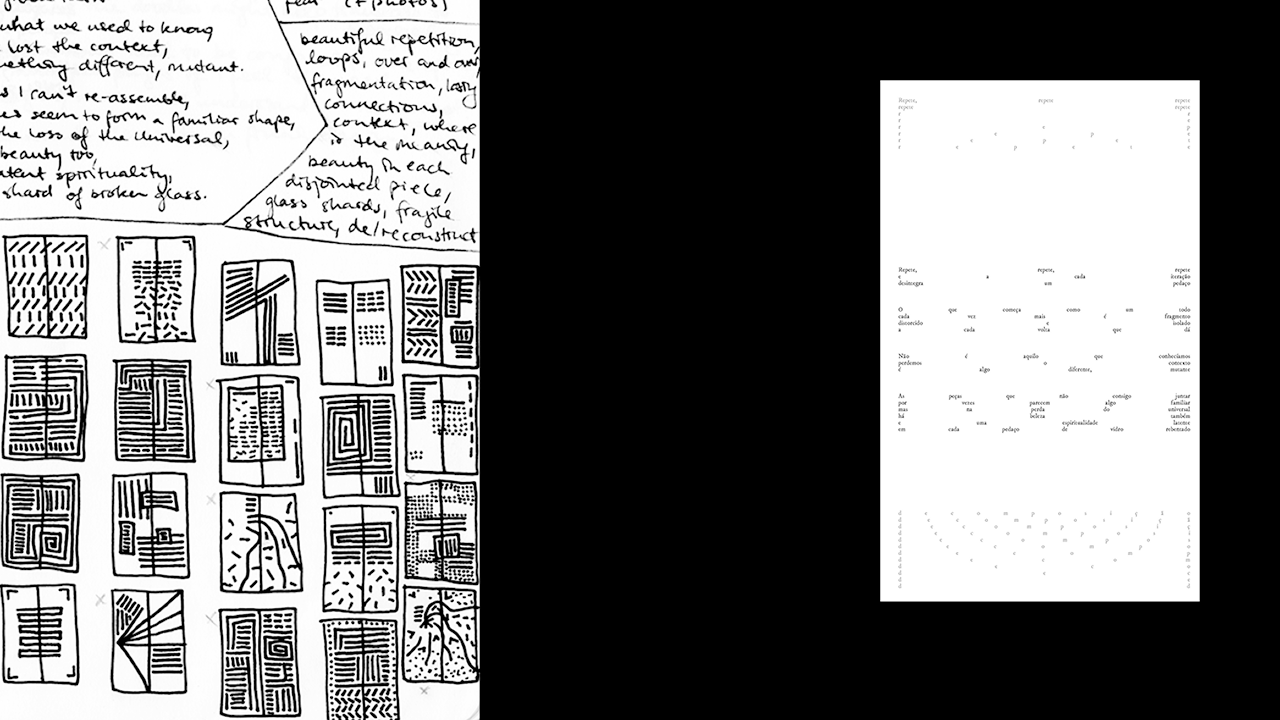 what we used to know,
lost the context,
mething different, mutant.
s I can't re-assemble,
es seem to form a familiar shape,
he loss of the universal,
beauty too,
atent spirituality,
shard of broken glass.
fear (+ photos)
beautiful repetition,
loops, over and over,
fragmentation, losing
connections,
context, where
is the meaning,
beauty in each
disjointed piece,
glass shards, fragile
structure, de/reconstruct
Repete, repete repete
repete repete
r e
r e p p
r e p e t
r e p e t e
Repete, repete, repete
e a cada iteração
desintegra um pedaço
O que começa como um todo
cada vez mais é fragmentos
discorrido e isolado
a cada volta que dá
Não é aquilo que conhecíamos
perdemos o contexto
é algo diferente, mutante
As peças que não consigo juntar
por vezes parecem algo familiar
mas na perda do universal
há beleza também
e uma espiritualidade latente
em cada pedaço de vidro rebentado
d e c o m p o s i ç ã o